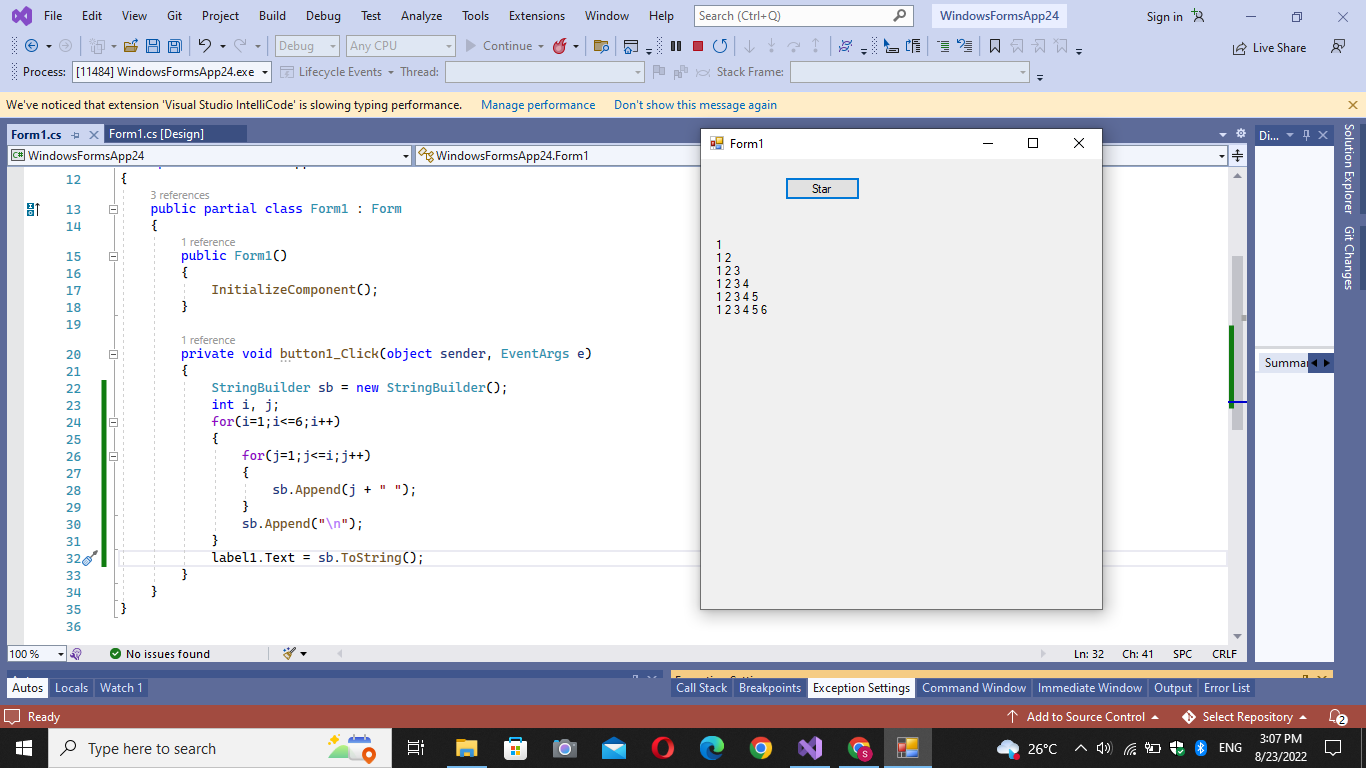 File Edit View Git Project Build Debug Test Analyze Tools Extensions Window Help Search (Ctrl+Q) WindowsFormsApp24 Sign in
Debug Any CPU Continue Live Share
Process: [11484] WindowsFormsApp24.exe Lifecycle Events Thread: Stack Frame:
We've noticed that extension 'Visual Studio IntelliCode' is slowing typing performance. Manage performance Don't show this message again
Form1.cs Form1.cs [Design]
C# WindowsFormsApp24 WindowsFormsApp24.Form1
12 {
3 references
13 public partial class Form1 : Form
14 {
1 reference
15 public Form1()
16 {
17 InitializeComponent();
18 }
19
1 reference
20 private void button1_Click(object sender, EventArgs e)
21 {
22 StringBuilder sb = new StringBuilder();
23 int i, j;
24 for(i=1;i<=6;i++)
25 {
26 for(j=1;j<=i;j++)
27 {
28 sb.Append(j + " ");
29 }
30 sb.Append("\n");
31 }
32 label1.Text = sb.ToString();
33 }
34 }
35 }
36
Form1
Star
1
1 2
1 2 3
1 2 3 4
1 2 3 4 5
1 2 3 4 5 6
Di...
Summar
Solution Explorer
Git Changes
100 % No issues found Ln: 32 Ch: 41 SPC CRLF
Autos Locals Watch 1 Call Stack Breakpoints Exception Settings Command Window Immediate Window Output Error List
Ready Add to Source Control Select Repository 2
Type here to search 26°C ENG 3:07 PM
8/23/2022